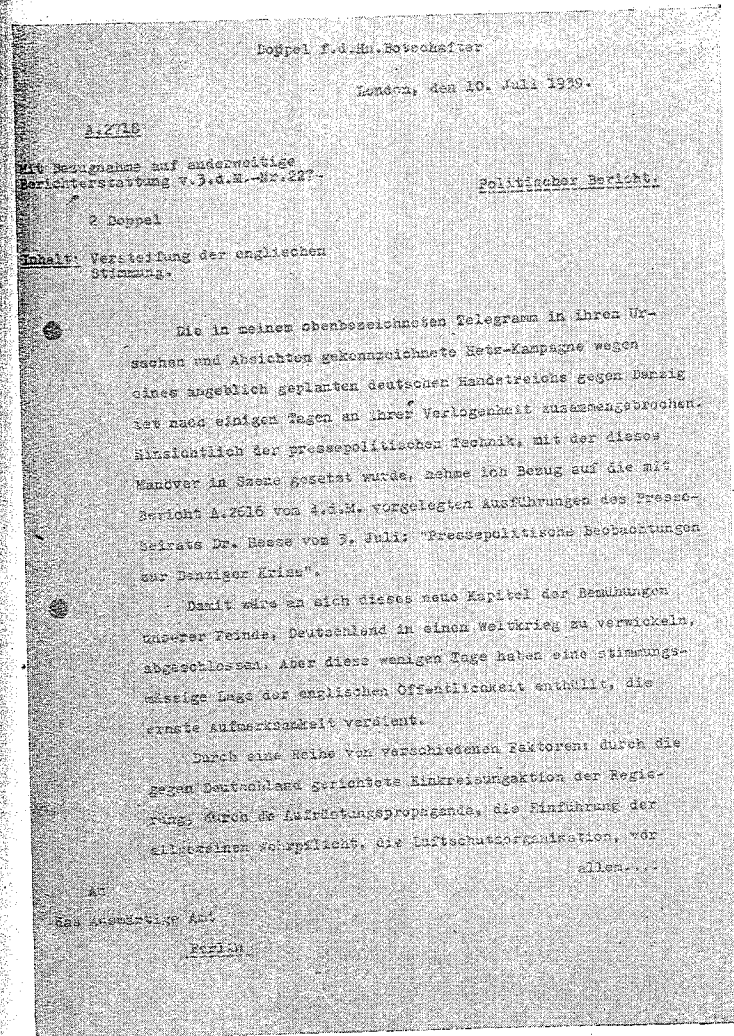 Doppel f.d.Hn.Botschafter
London, den 10. Juli 1939.
A.2718
Mit Bezugnahme auf anderweitige
Berichterstattung v.3.d.M.-Nr.227-
Politischer Bericht.
2 Doppel
Inhalt: Versteifung der englischen
Stimmung.
Die in meinem obenbezeichneten Telegramm in ihren Ur-
sachen und Absichten gekennzeichnete Hetz-Kampagne wegen
eines angeblich geplanten deutschen Handstreichs gegen Danzig
ist nach einigen Tagen an ihrer Verlogenheit zusammengebrochen.
Hinsichtlich der pressepolitischen Technik, mit der dieses
Manöver in Szene gesetzt wurde, nehme ich Bezug auf die mit
Bericht A.2616 vom 4.d.M. vorgelegten Ausführungen des Presse-
beirats Dr. Hesse vom 3. Juli: "Pressepolitische Beobachtungen
zur Danziger Krise".
Damit wäre an sich dieses neue Kapitel der Bemühungen
unserer Feinde, Deutschland in einen Weltkrieg zu verwickeln,
abgeschlossen. Aber diese wenigen Tage haben eine stimmungs-
mässige Lage der englischen Öffentlichkeit enthüllt, die
ernste Aufmerksamkeit verdient.
Durch eine Reihe von verschiedenen Faktoren: durch die
gegen Deutschland gerichtete Einkreisungaktion der Regie-
rung, durch de Aufrüstungspropaganda, die Einführung der
allgemeinen Wehrpflicht, die Luftschutzorganisation, vor
allem....
An
das Auswärtige Amt
Berlin